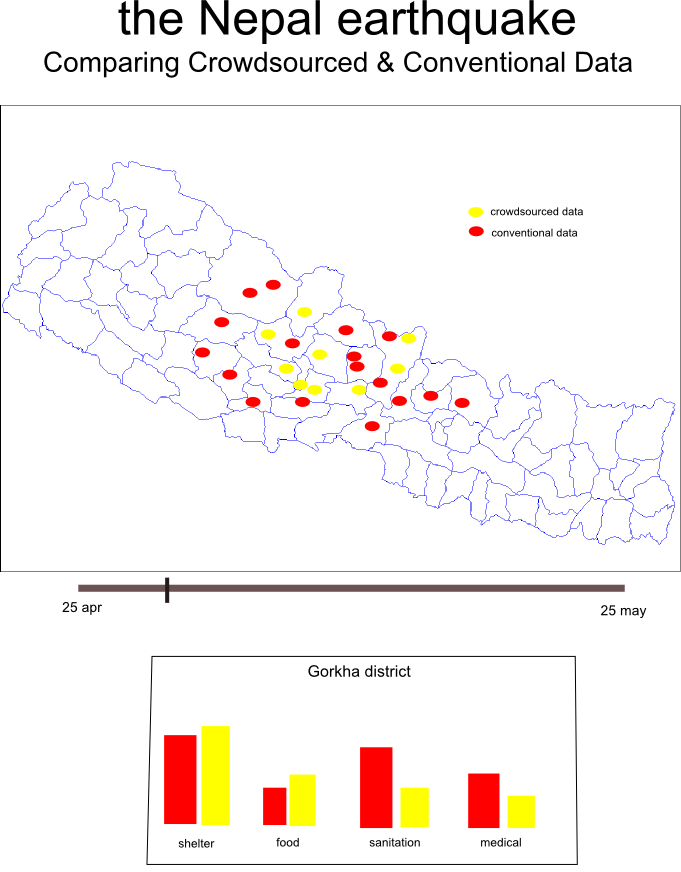 the Nepal earthquake
Comparing Crowdsourced & Conventional Data
crowdsourced data
conventional data
25 apr
25 may
Gorkha district
shelter
food
sanitation
medical